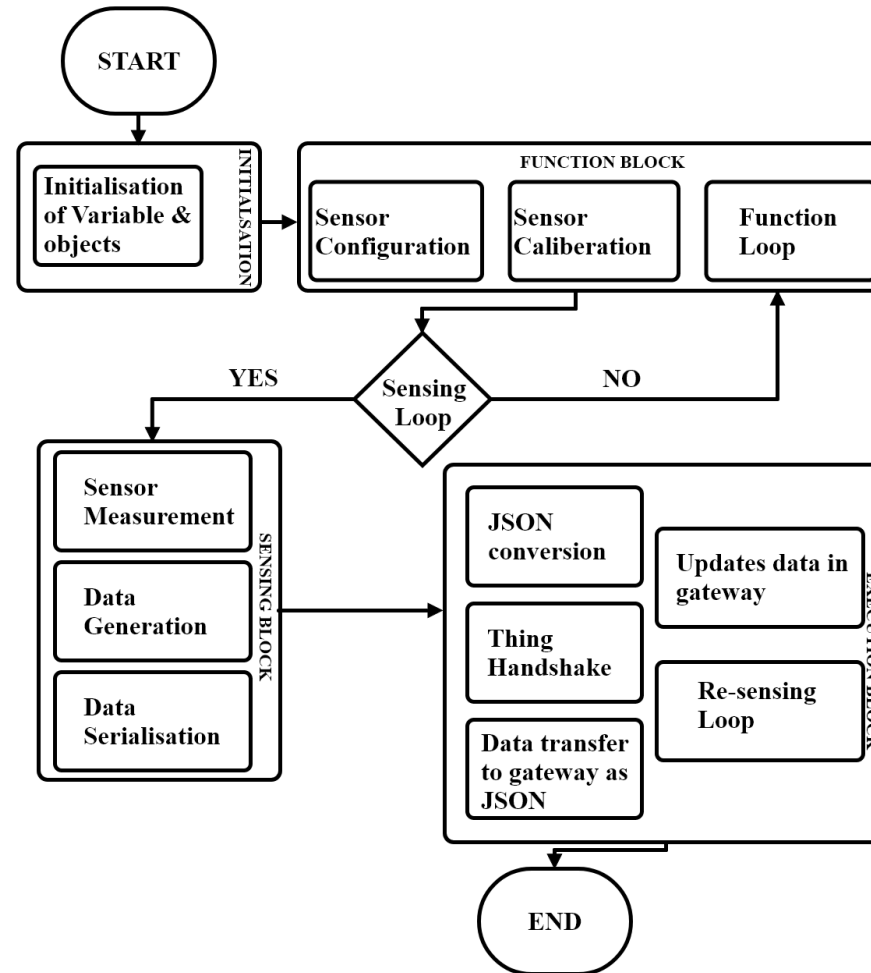 START
INITIALSATION
Initialisation
of Variable &
objects
FUNCTION BLOCK
Sensor
Configuration
Sensor
Caliberation
Function
Loop
Sensing
Loop
YES
NO
SENSING BLOCK
Sensor
Measurement
Data
Generation
Data
Serialisation
JSON
conversion
Thing
Handshake
Data transfer
to gateway as
JSON
Updates data in
gateway
Re-sensing
Loop
BLOCK
END